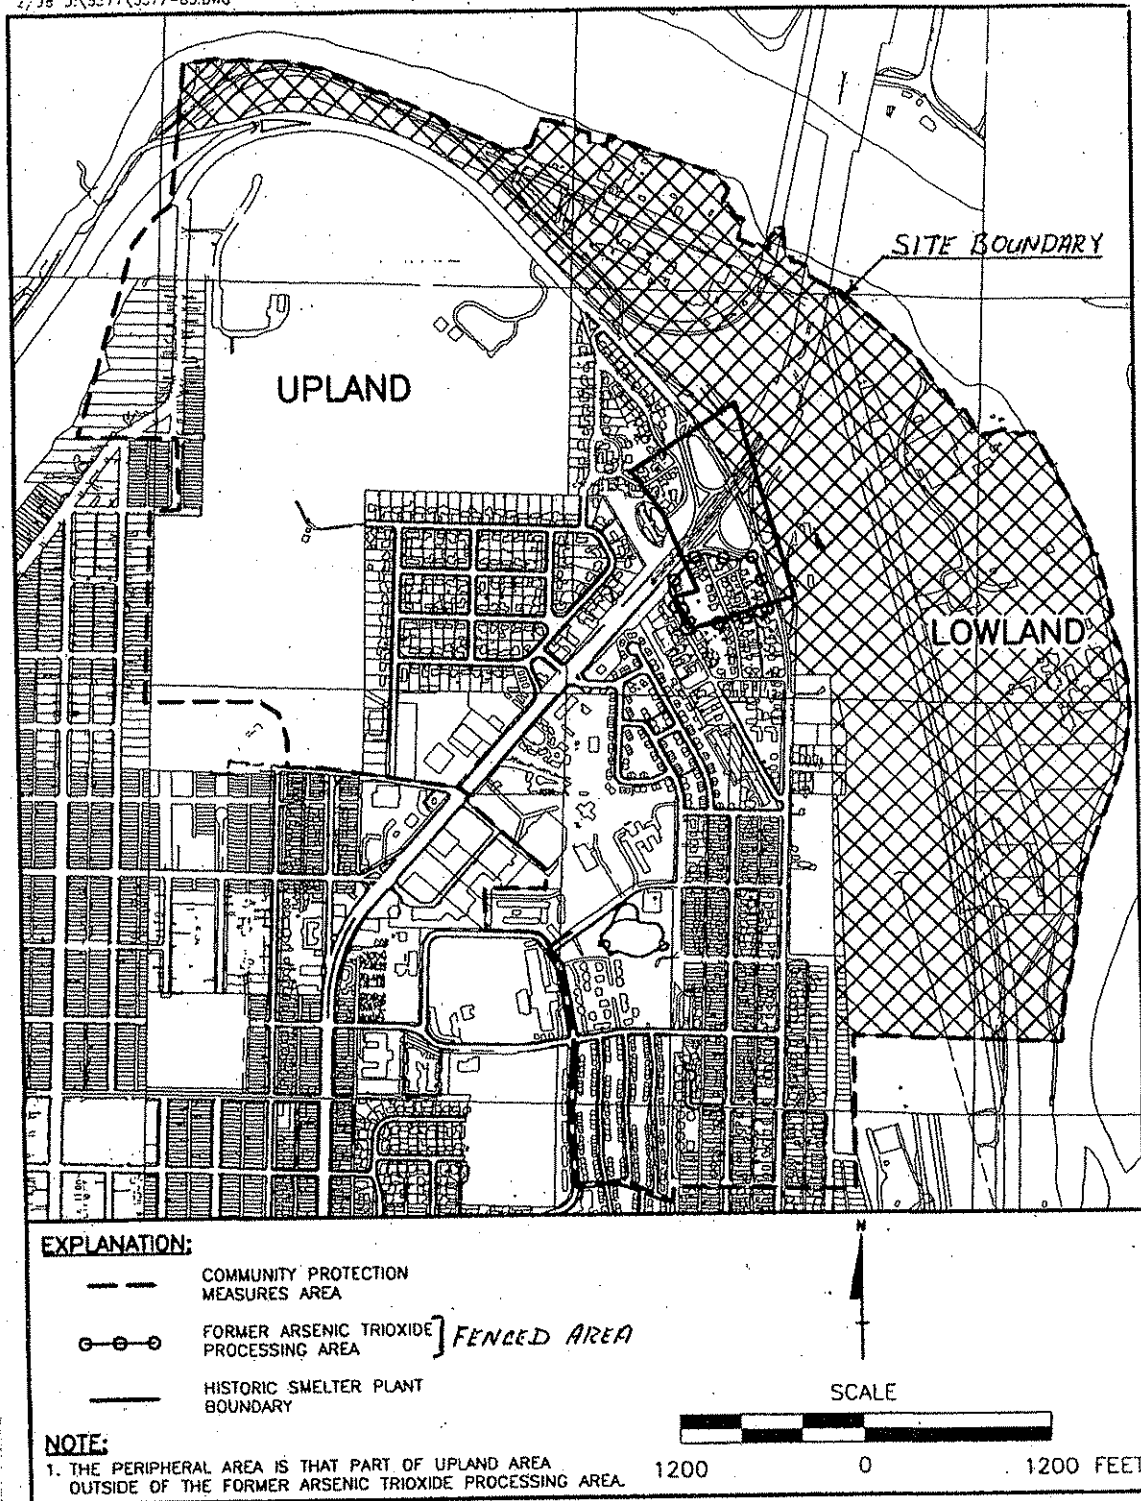 SITE BOUNDARY
UPLAND
LOWLAND
EXPLANATION:
COMMUNITY PROTECTION
MEASURES AREA
FORMER ARSENIC TRIOXIDE
PROCESSING AREA
] FENCED AREA
HISTORIC SMELTER PLANT
BOUNDARY
N
SCALE
1200 0 1200 FEET
NOTE:
1. THE PERIPHERAL AREA IS THAT PART OF UPLAND AREA
OUTSIDE OF THE FORMER ARSENIC TRIOXIDE PROCESSING AREA.